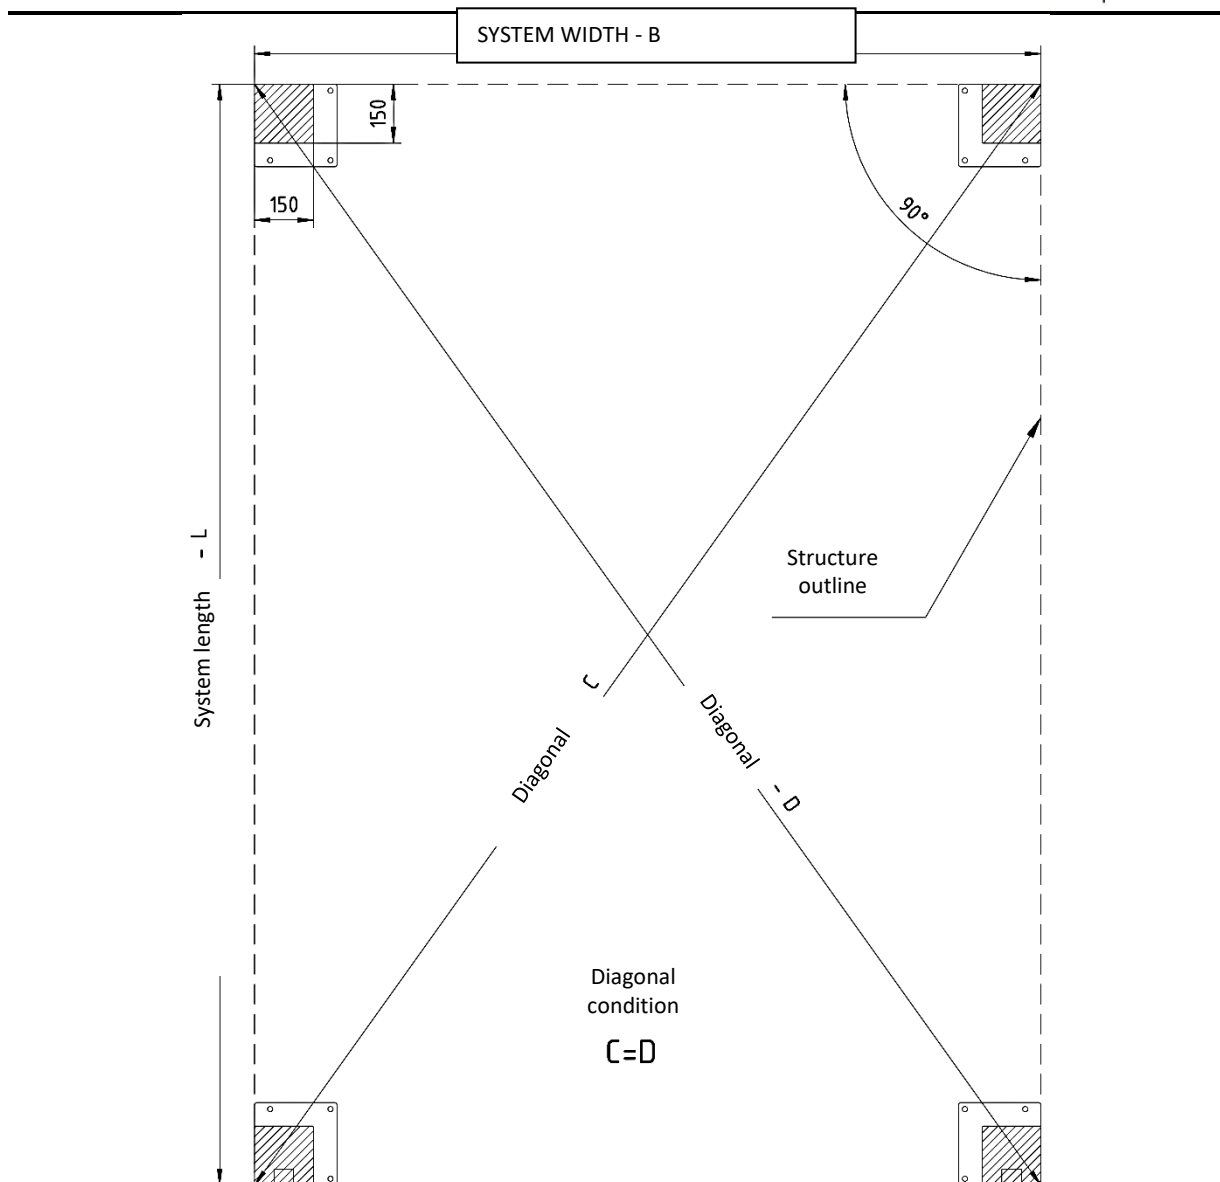 SYSTEM WIDTH - B
150
150
90°
Structure
outline
System length - L
Diagonal C
Diagonal - D
Diagonal
condition
C=D